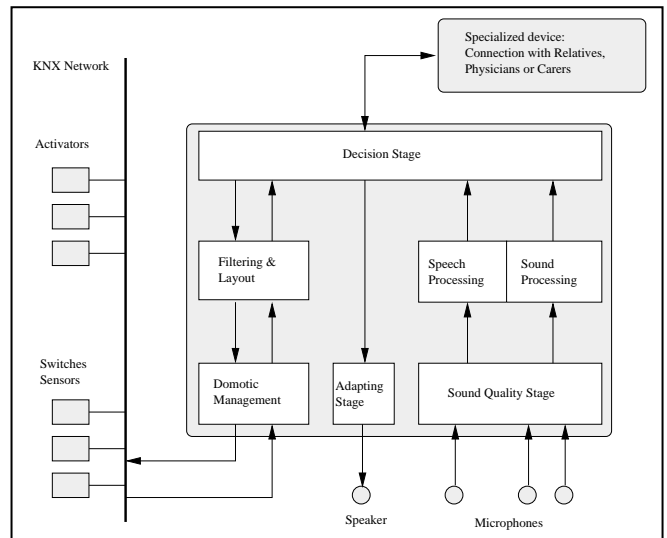 Specialized device:
Connection with Relatives,
Physicians or Carers
KNX Network
Activators
Decision Stage
Filtering &
Layout
Speech
Processing
Sound
Processing
Switches
Sensors
Domotic
Management
Adapting
Stage
Sound Quality Stage
Speaker
Microphones